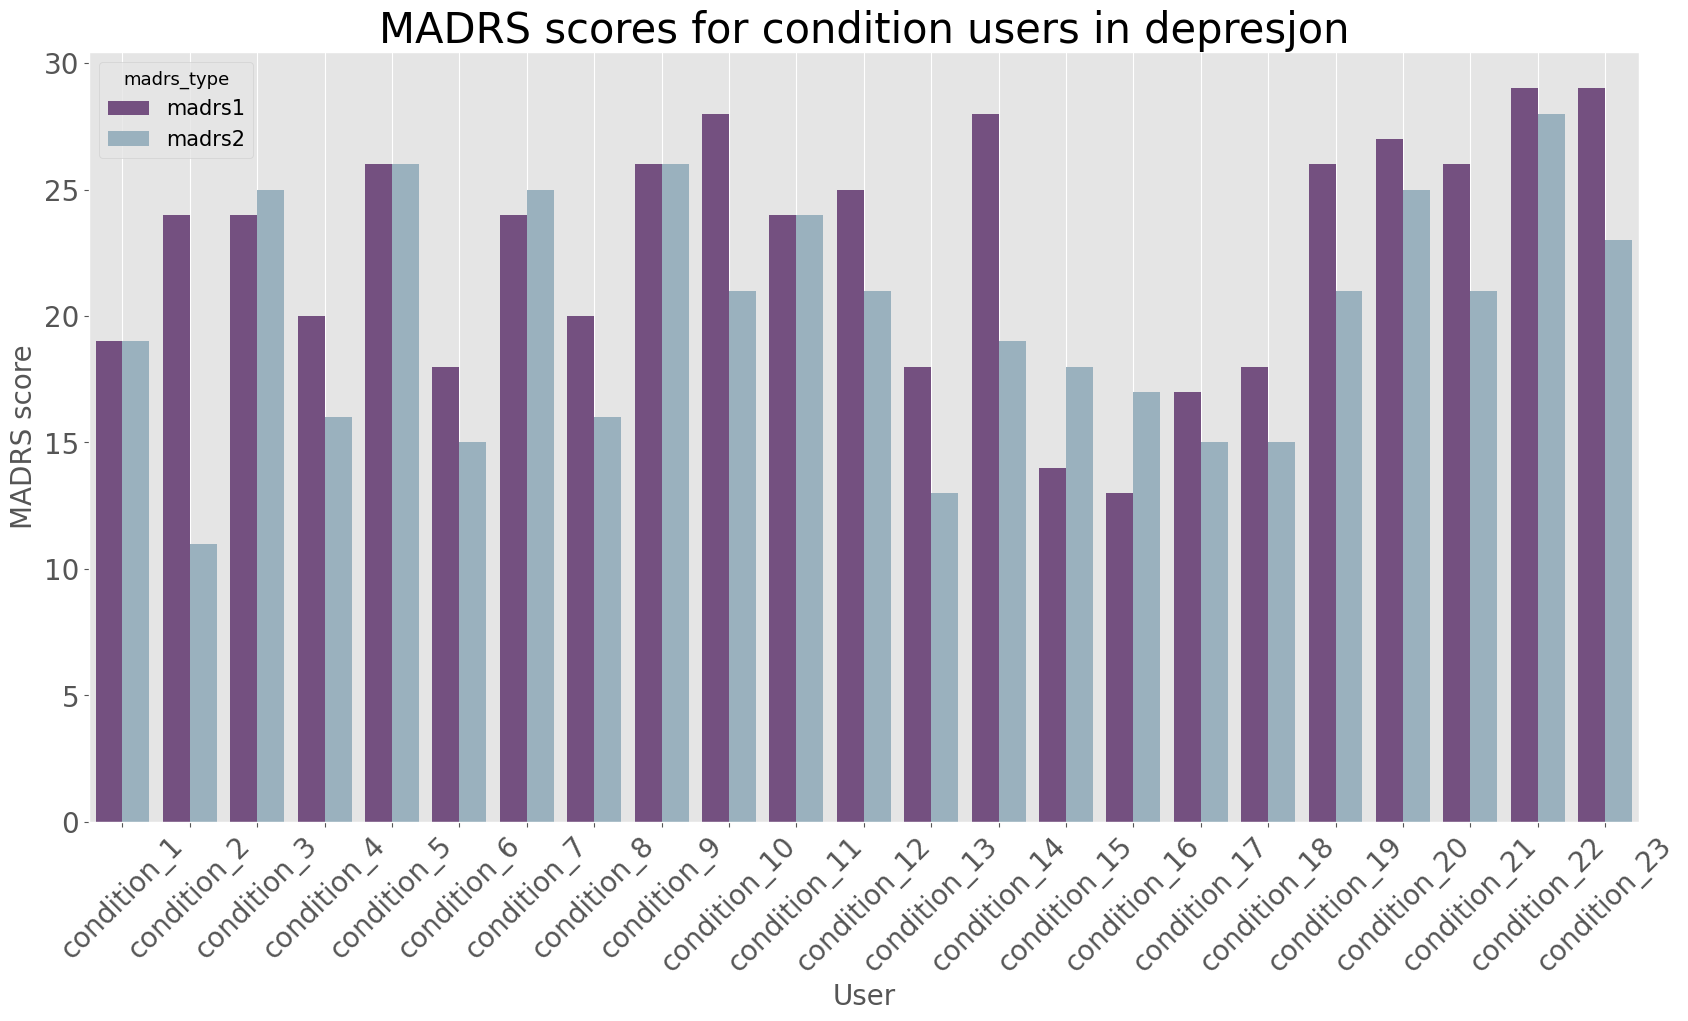 MADRS scores for condition users in depresjon
madrs_type
madrs1
madrs2
30
25
20
15
10
5
0
MADRS score
condition_1
condition_2
condition_3
condition_4
condition_5
condition_6
condition_7
condition_8
condition_9
condition_10
condition_11
condition_12
condition_13
condition_14
condition_15
condition_16
condition_17
condition_18
condition_19
condition_20
condition_21
condition_22
condition_23
User